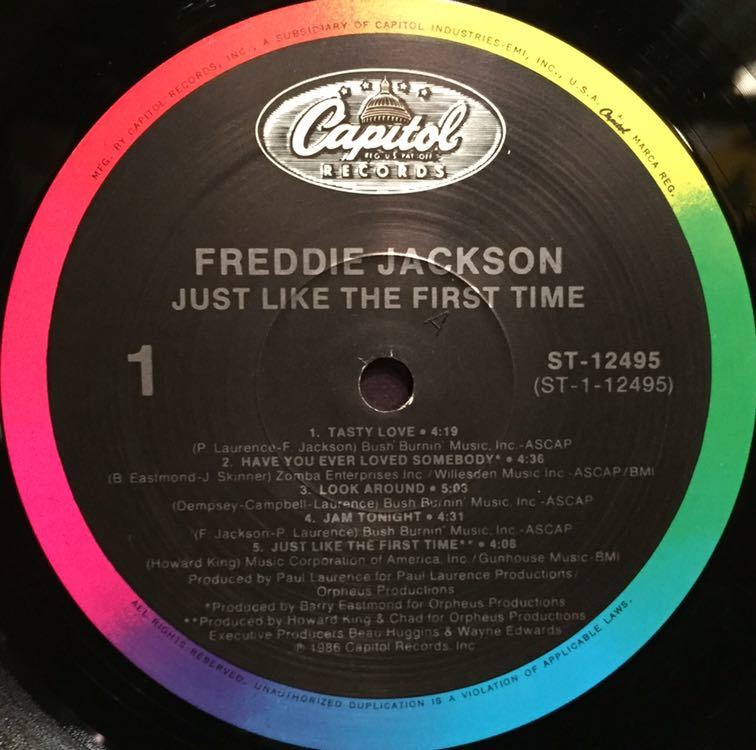 MFG. BY CAPITOL RECORDS, INC., A SUBSIDIARY OF CAPITOL INDUSTRIES-EMI, INC., U.S.A. Capitol MARCA REG.
Capitol
REG. U.S. PAT. OFF.
RECORDS
FREDDIE JACKSON
JUST LIKE THE FIRST TIME
A
1
ST-12495
(ST-1-12495)
1. TASTY LOVE • 4:19
(P. Laurence-F. Jackson) Bush Burnin' Music, Inc.-ASCAP
2. HAVE YOU EVER LOVED SOMEBODY* • 4:36
(B. Eastmond-J. Skinner) Zomba Enterprises Inc./Willesden Music Inc.-ASCAP/BMI
3. LOOK AROUND • 5:03
(Dempsey-Campbell-Laurence) Bush Burnin' Music, Inc.-ASCAP
4. JAM TONIGHT • 4:31
(F. Jackson-P. Laurence) Bush Burnin' Music, Inc.-ASCAP
5. JUST LIKE THE FIRST TIME** • 4:08
(Howard King) Music Corporation of America, Inc./Gunhouse Music-BMI
Produced by Paul Laurence for Paul Laurence Productions/
Orpheus Productions
*Produced by Barry Eastmond for Orpheus Productions
**Produced by Howard King & Chad for Orpheus Productions
Executive Producers Beau Huggins & Wayne Edwards
℗ 1986 Capitol Records, Inc.
ALL RIGHTS RESERVED. UNAUTHORIZED DUPLICATION IS A VIOLATION OF APPLICABLE LAWS.